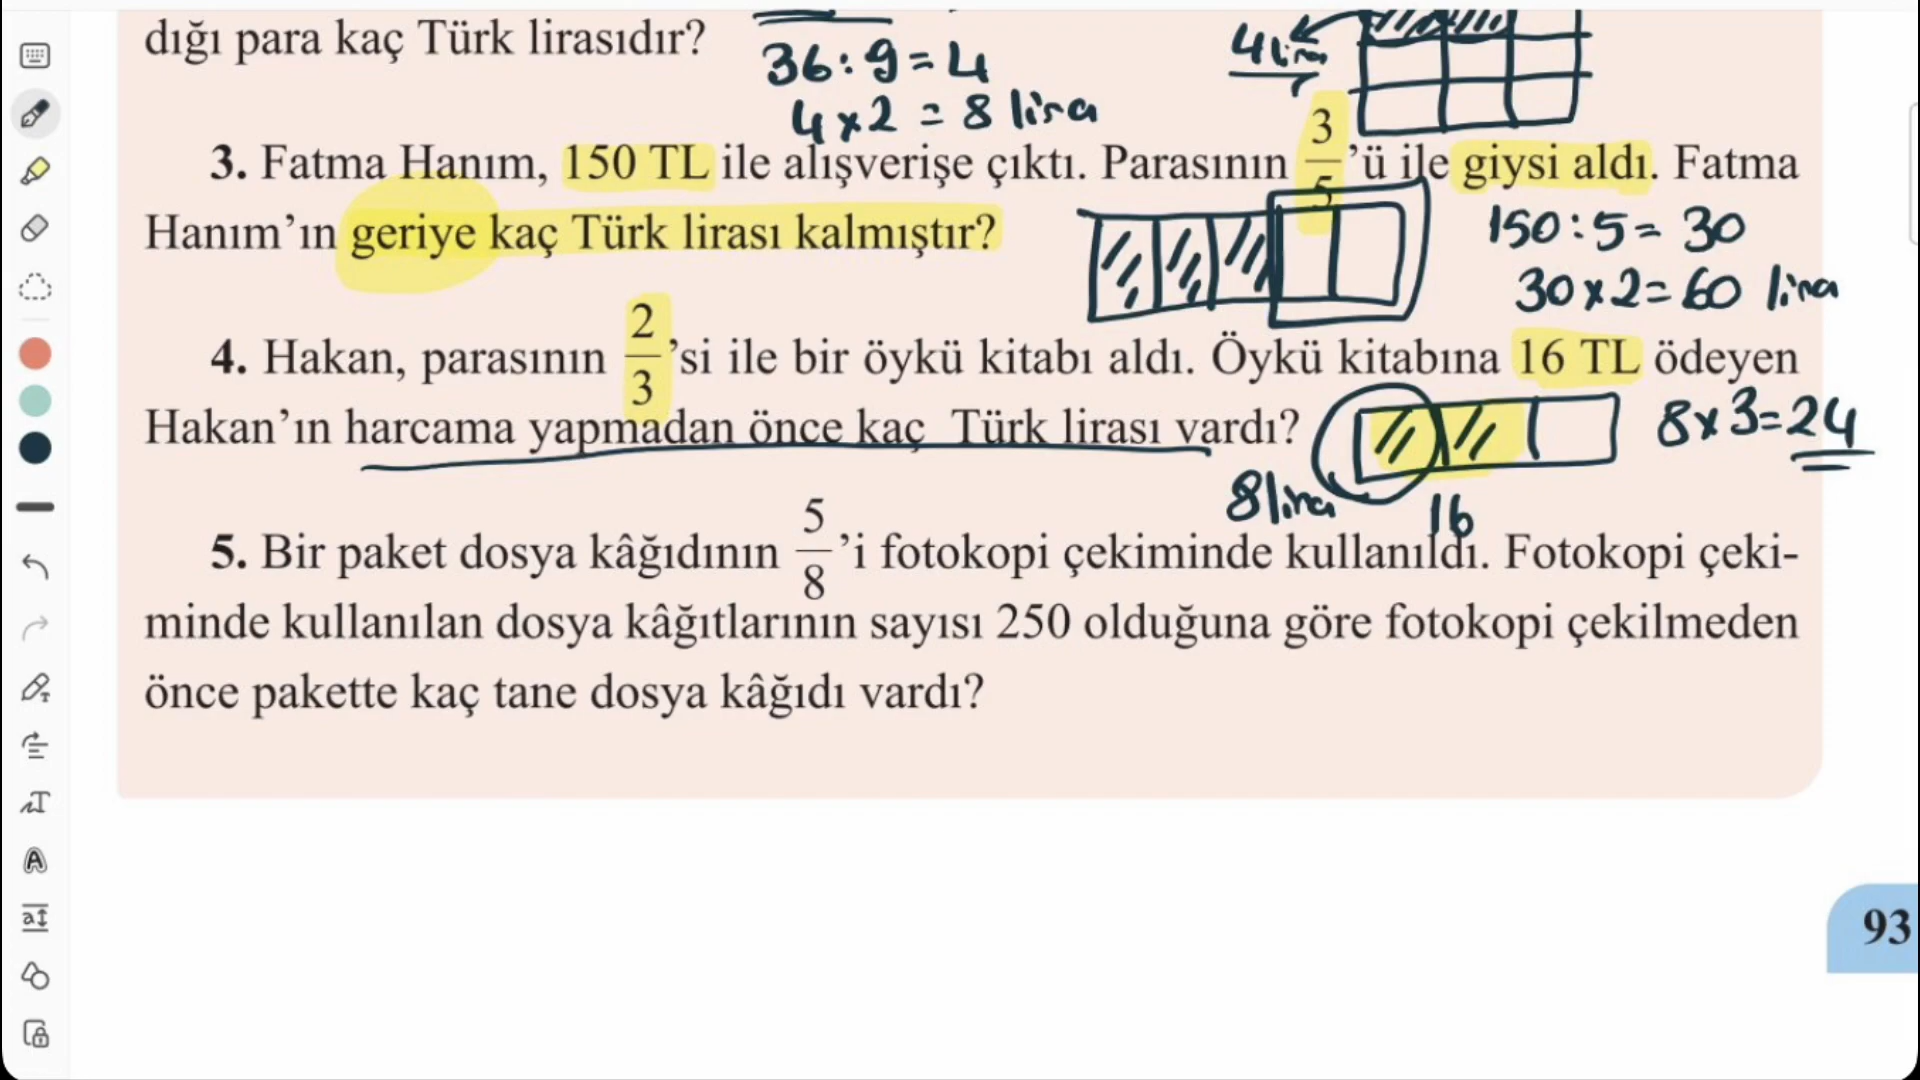 dığı para kaç Türk lirasıdır?
36:9=4
4x2=8 lira
4 lira
3. Fatma Hanım, 150 TL ile alışverişe çıktı. Parasının 3/5'ü ile giysi aldı. Fatma
Hanım'ın geriye kaç Türk lirası kalmıştır?
150:5=30
30x2=60 lira
4. Hakan, parasının 2/3'si ile bir öykü kitabı aldı. Öykü kitabına 16 TL ödeyen
Hakan'ın harcama yapmadan önce kaç Türk lirası vardı?
8x3=24
8 lira
16
5. Bir paket dosya kâğıdının 5/8'i fotokopi çekiminde kullanıldı. Fotokopi çeki-
minde kullanılan dosya kâğıtlarının sayısı 250 olduğuna göre fotokopi çekilmeden
önce pakette kaç tane dosya kâğıdı vardı?
93